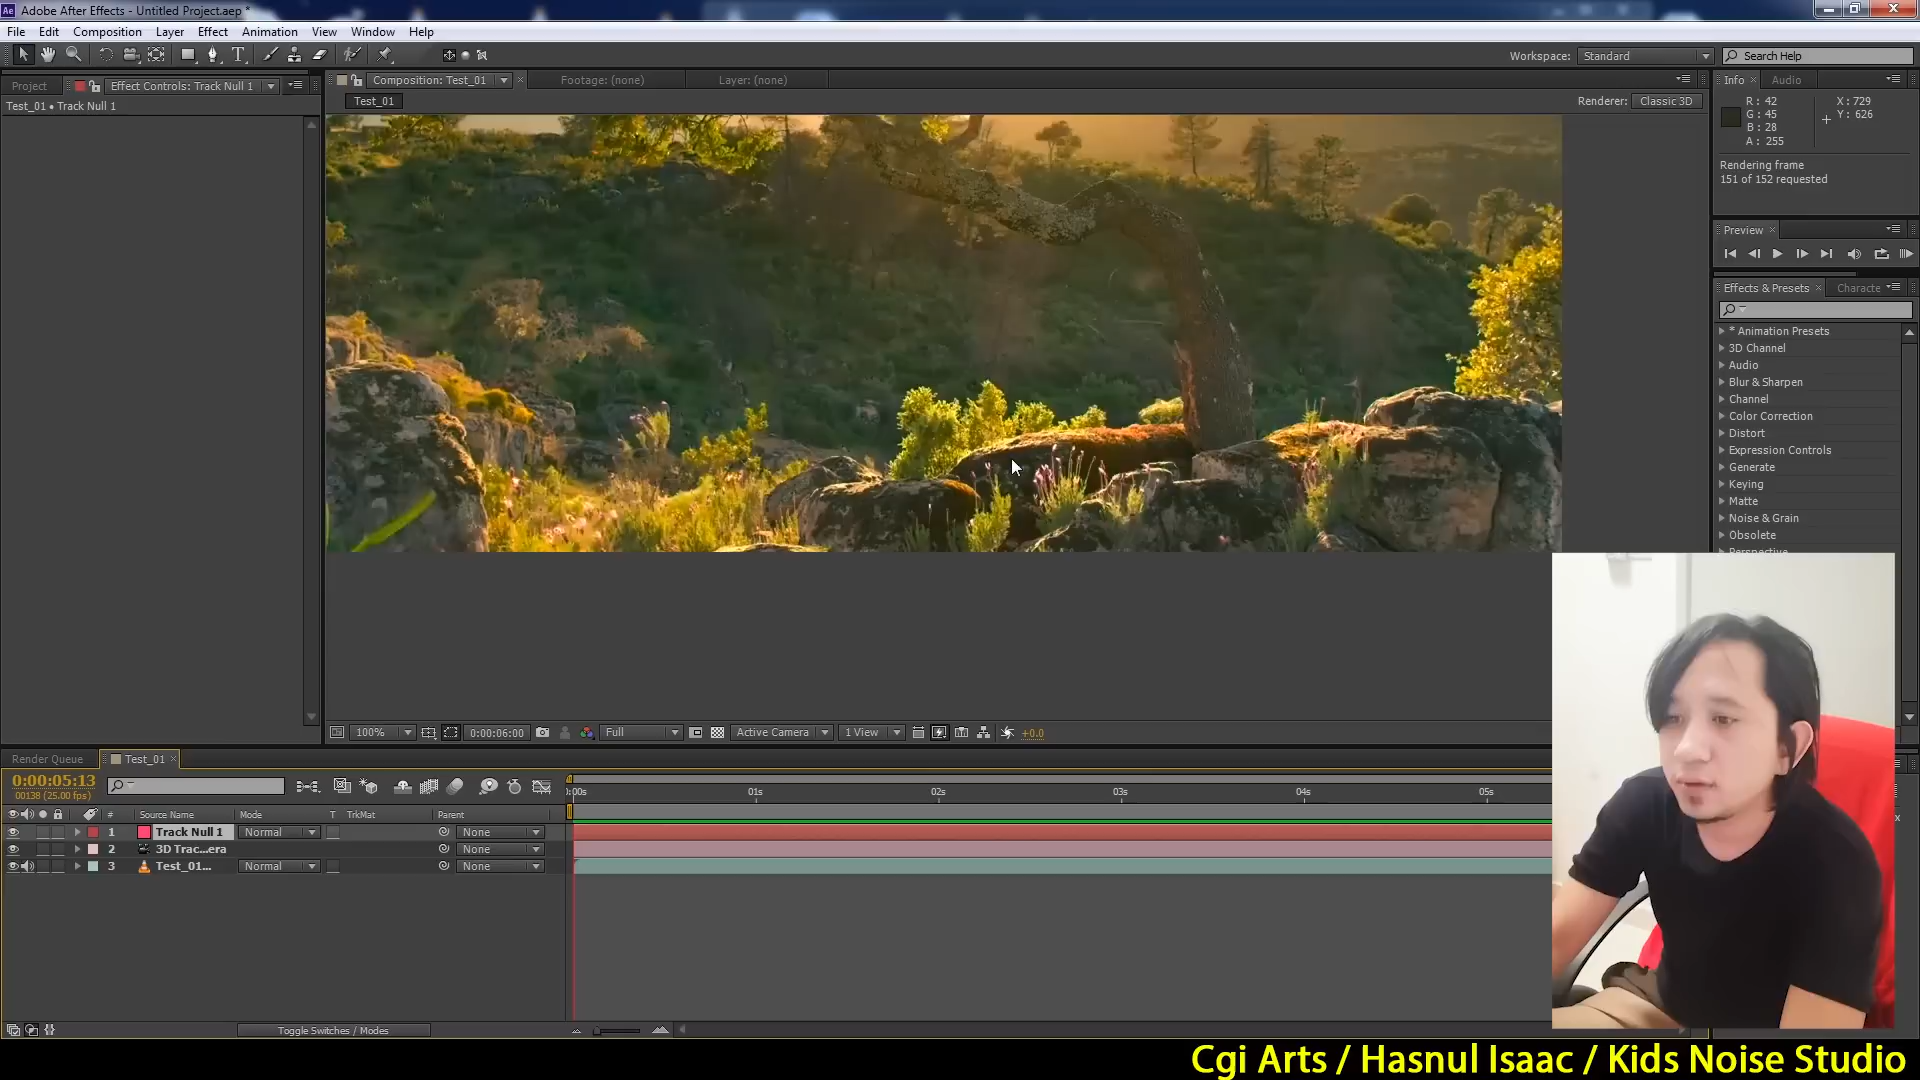 Ae Adobe After Effects - Untitled Project.aep *
File Edit Composition Layer Effect Animation View Window Help
Workspace: Standard Search Help
Project Effect Controls: Track Null 1
Test_01 • Track Null 1
Composition: Test_01 Footage: (none) Layer: (none)
Test_01
Renderer: Classic 3D
Info Audio
R: 42
G: 45
B: 28
A: 255
X: 729
Y: 626
Rendering frame
151 of 152 requested
Preview
Effects & Presets Characte
* Animation Presets
3D Channel
Audio
Blur & Sharpen
Channel
Color Correction
Distort
Expression Controls
Generate
Keying
Matte
Noise & Grain
Obsolete
Perspective
100% 0:00:06:00 Full Active Camera 1 View +0.0
Render Queue Test_01
0:00:05:13
00138 (25.00 fps)
:00s 01s 02s 03s 04s 05s
# Source Name Mode T TrkMat Parent
1 Track Null 1 Normal None
2 3D Trac...era None
3 Test_01... Normal None
Toggle Switches / Modes
Cgi Arts / Hasnul Isaac / Kids Noise Studio